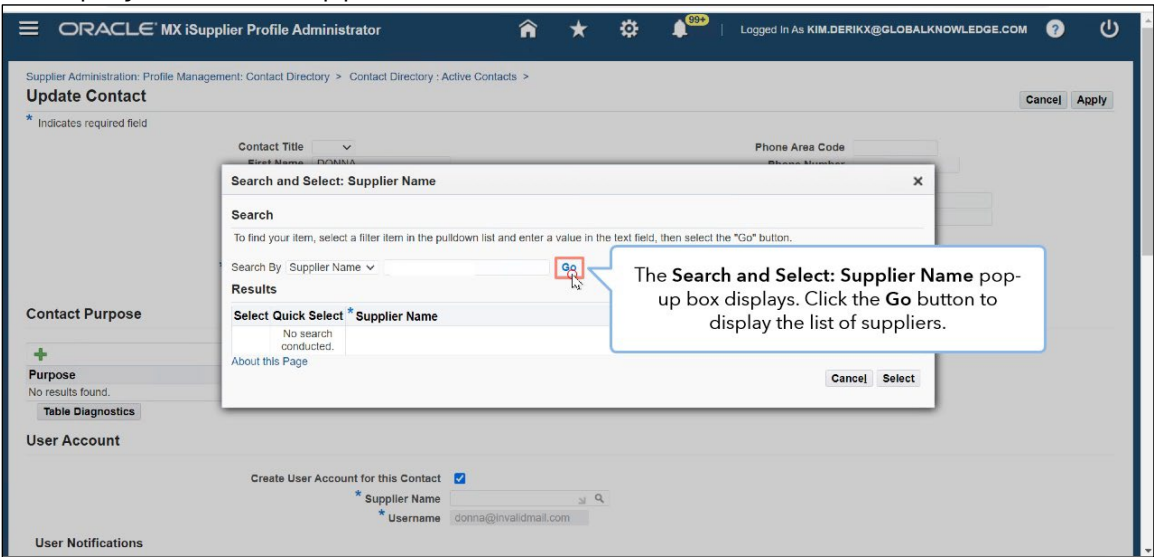 ORACLE MX iSupplier Profile Administrator
99+
Logged In As KIM.DERIKX@GLOBALKNOWLEDGE.COM ?
Supplier Administration: Profile Management: Contact Directory > Contact Directory : Active Contacts >
Update Contact
Cancel Apply
* Indicates required field
Contact Title
Phone Area Code
First Name DONNA
Phone Number
Search and Select: Supplier Name
Search
To find your item, select a filter item in the pulldown list and enter a value in the text field, then select the "Go" button.
Search By Supplier Name Go
The Search and Select: Supplier Name pop-
up box displays. Click the Go button to
display the list of suppliers.
Results
Select Quick Select * Supplier Name
No search
conducted.
About this Page
Cancel Select
Contact Purpose
Purpose
No results found.
Table Diagnostics
User Account
Create User Account for this Contact
* Supplier Name
* Username donna@invalidmail.com
User Notifications